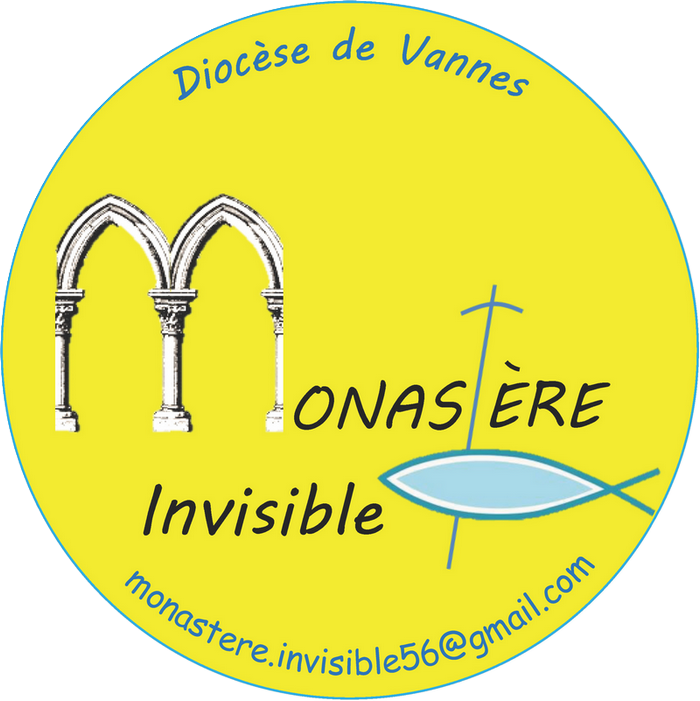 Diocèse de Vannes
MONASTÈRE
Invisible
monastere.invisible56@gmail.com